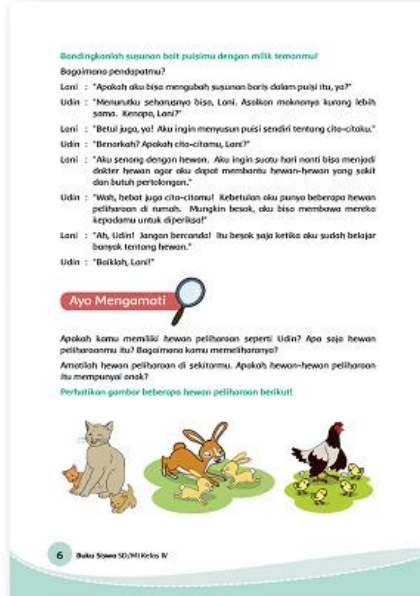 Bandingkanlah susunan bait puisimu dengan milik temanmu!
Bagaimana pendapatmu?
Lani : "Apakah aku bisa mengubah susunan baris dalam puisi itu, ya?"
Udin : "Menurutku seharusnya bisa, Lani. Asalkan maknanya kurang lebih
sama. Kenapa, Lani?"
Lani : "Betul juga, ya! Aku ingin menyusun puisi sendiri tentang cita-citaku."
Udin : "Benarkah? Apakah cita-citamu, Lani?"
Lani : "Aku senang dengan hewan. Aku ingin suatu hari nanti bisa menjadi
dokter hewan agar aku dapat membantu hewan-hewan yang sakit
dan butuh pertolongan."
Udin : "Wah, hebat juga cita-citamu! Kebetulan aku punya beberapa hewan
peliharaan di rumah. Mungkin besok, aku bisa membawa mereka
kepadamu untuk diperiksa!"
Lani : "Ah, Udin! Jangan bercanda! Itu besok saja ketika aku sudah belajar
banyak tentang hewan."
Udin : "Baiklah, Lani!"
Ayo Mengamati
Apakah kamu memiliki hewan peliharaan seperti Udin? Apa saja hewan
peliharaanmu itu? Bagaimana kamu memeliharanya?
Amatilah hewan peliharaan di sekitarmu. Apakah hewan-hewan peliharaan
itu mempunyai anak?
Perhatikan gambar beberapa hewan peliharaan berikut!
6 Buku Siswa SD/MI Kelas IV